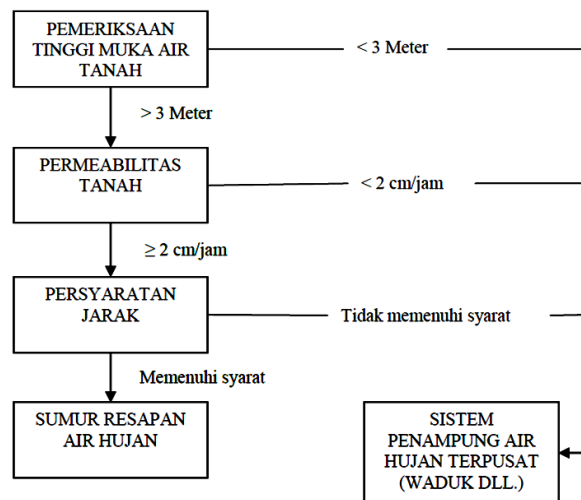 PEMERIKSAAN
TINGGI MUKA AIR
TANAH
< 3 Meter
> 3 Meter
PERMEABILITAS
TANAH
< 2 cm/jam
≥ 2 cm/jam
PERSYARATAN
JARAK
Tidak memenuhi syarat
Memenuhi syarat
SUMUR RESAPAN
AIR HUJAN
SISTEM
PENAMPUNG AIR
HUJAN TERPUSAT
(WADUK DLL.)